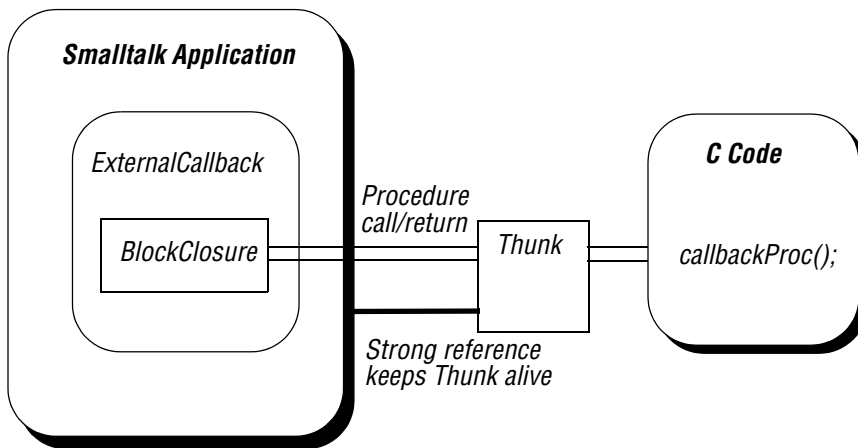 Smalltalk Application
ExternalCallback
BlockClosure
Procedure
call/return
Thunk
Strong reference
keeps Thunk alive
C Code
callbackProc();